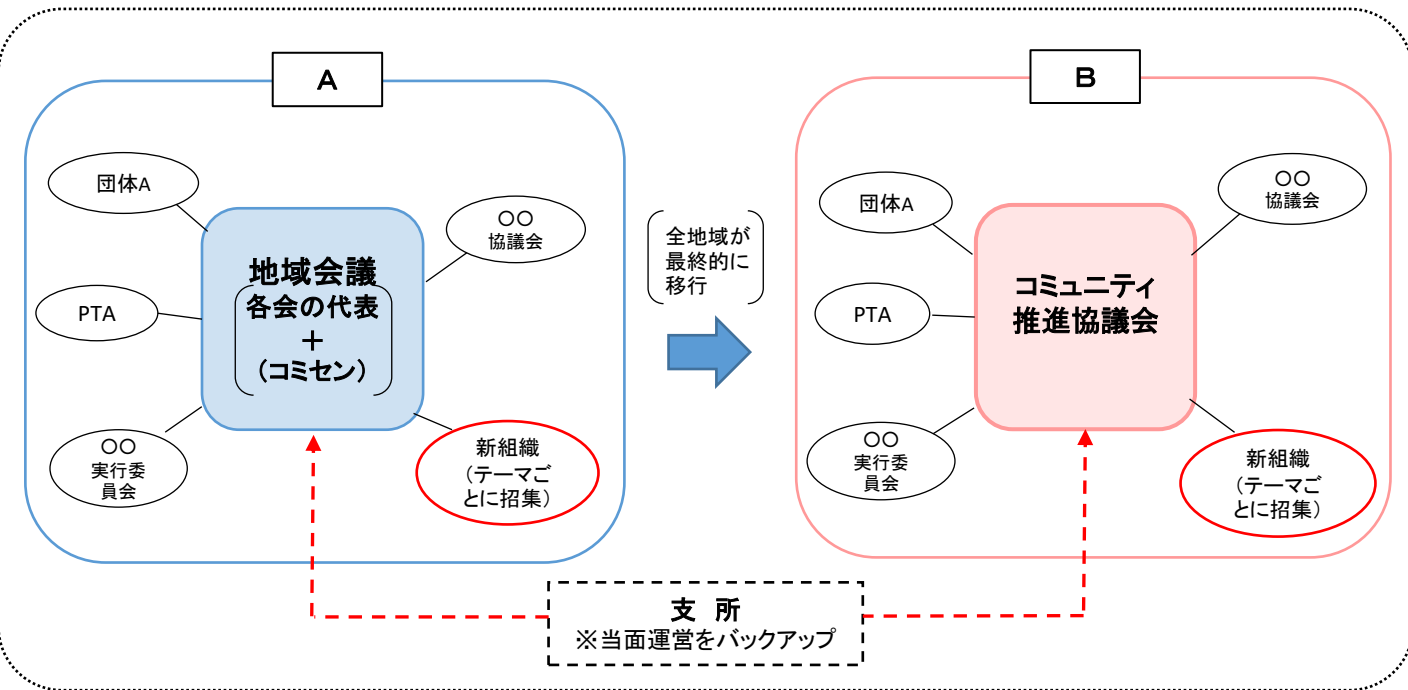 A
団体A
〇〇
協議会
地域会議
各会の代表
＋
（コミセン）
PTA
〇〇
実行委
員会
新組織
（テーマご
とに招集）
全地域が
最終的に
移行
B
団体A
〇〇
協議会
コミュニティ
推進協議会
PTA
〇〇
実行委
員会
新組織
（テーマご
とに招集）
支 所
※当面運営をバックアップ